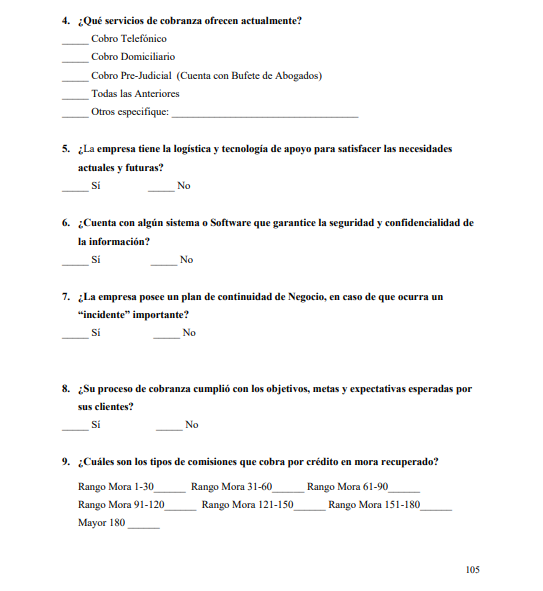 4. ¿Qué servicios de cobranza ofrecen actualmente?
_____ Cobro Telefónico
_____ Cobro Domiciliario
_____ Cobro Pre-Judicial (Cuenta con Bufete de Abogados)
_____ Todas las Anteriores
_____ Otros especifique: ___________________________________
5. ¿La empresa tiene la logística y tecnología de apoyo para satisfacer las necesidades
actuales y futuras?
_____ Sí _____ No
6. ¿Cuenta con algún sistema o Software que garantice la seguridad y confidencialidad de
la información?
_____ Sí _____ No
7. ¿La empresa posee un plan de continuidad de Negocio, en caso de que ocurra un
“incidente” importante?
_____ Sí _____ No
8. ¿Su proceso de cobranza cumplió con los objetivos, metas y expectativas esperadas por
sus clientes?
_____ Sí _____ No
9. ¿Cuáles son los tipos de comisiones que cobra por crédito en mora recuperado?
Rango Mora 1-30______ Rango Mora 31-60______ Rango Mora 61-90______
Rango Mora 91-120______ Rango Mora 121-150______ Rango Mora 151-180______
Mayor 180 ______
105